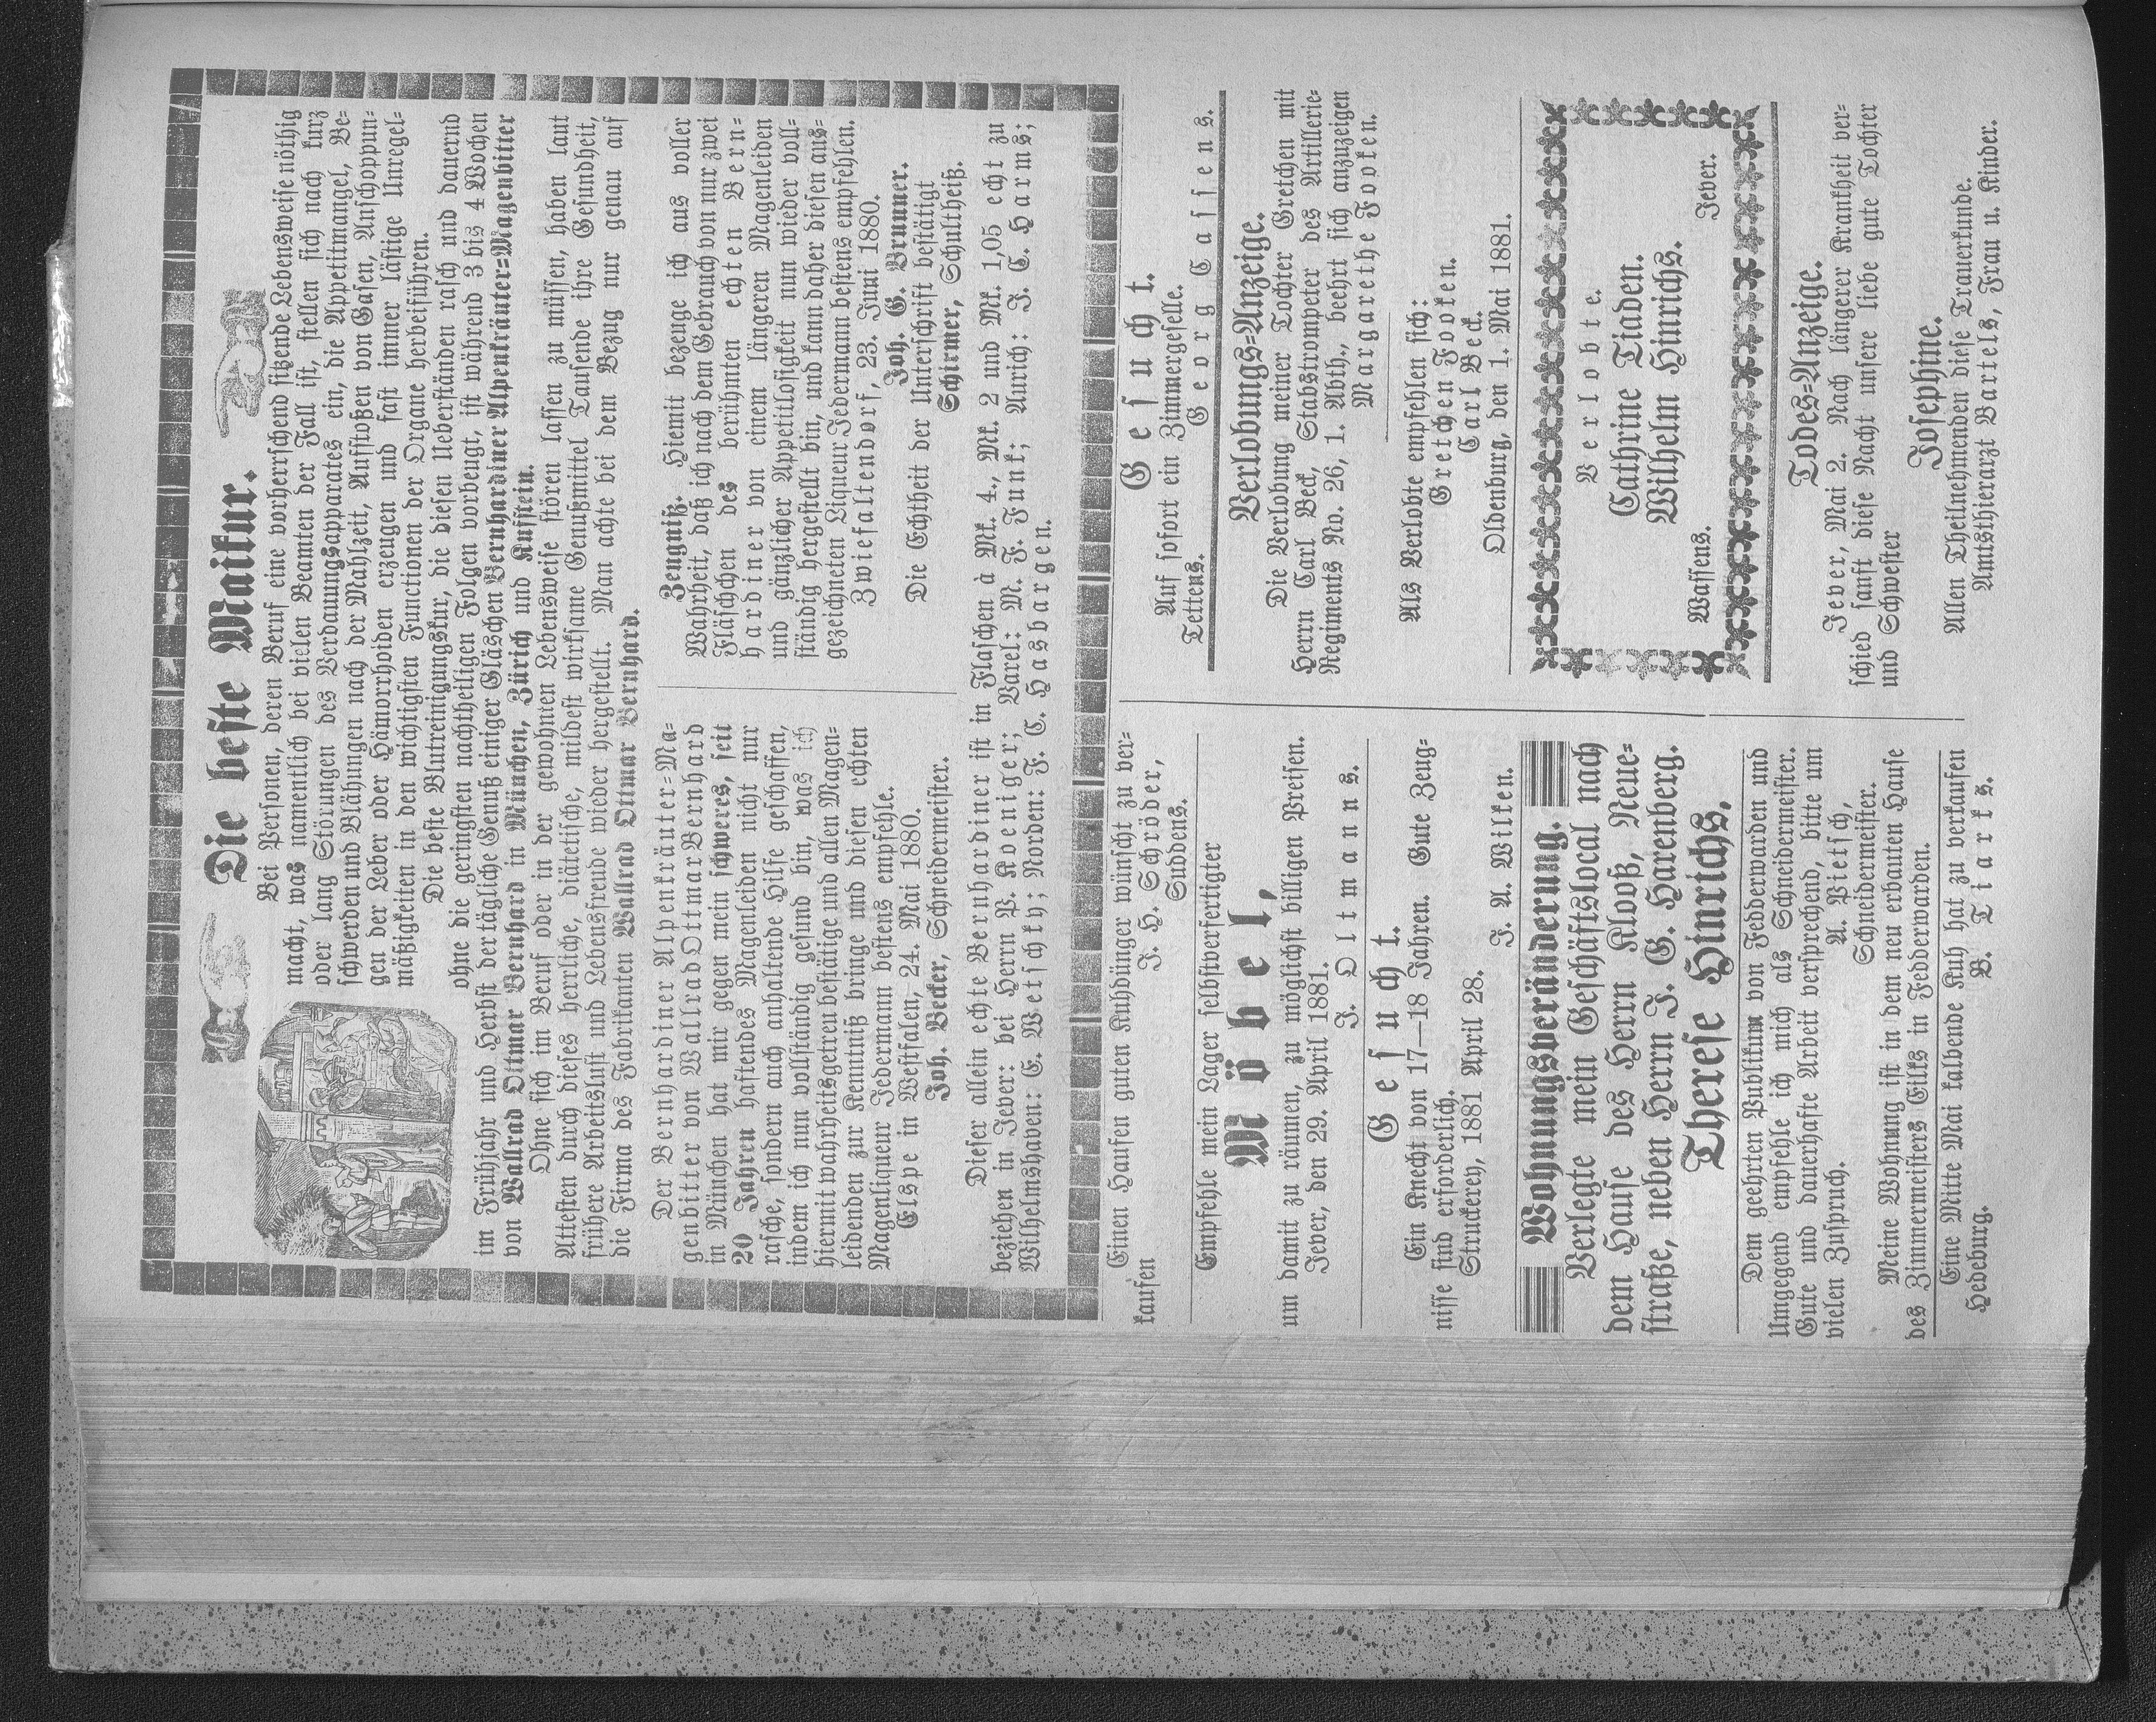 Die beste Maikur.
Bei Personen, deren Beruf eine vorherrschend sitzende Lebensweise nöthig
macht, was namentlich bei vielen Beamten der Fall ist, stellen sich nach kurz
oder lang Störungen des Verdauungsapparates ein, die Appetitmangel, Be-
schwerden und Blähungen nach der Mahlzeit, Aufstoßen von Gasen, Anschoppun-
gen der Leber oder Hämorrhoiden erzeugen und fast immer lästige Unregel-
mäßigkeiten in den wichtigsten Functionen der Organe herbeiführen.
Die beste Blutreinigungskur, die diesen Ueberständen rasch und dauernd
ohne die geringsten nachtheiligen Folgen vorbeugt, ist während 3 bis 4 Wochen
im Frühjahr und Herbst der tägliche Genuß einiger Gläschen Bernhardiner Alpenkräuter-Magenbitter
von Wallrad Ottmar Bernhard in München, Zürich und Kufstein.
Ohne sich im Beruf oder in der gewohnten Lebensweise stören lassen zu müssen, haben laut
Attesten durch dieses herrliche, diätetische, mildest wirksame Genußmittel Tausende ihre Gesundheit,
frühere Arbeitslust und Lebensfreude wieder hergestellt. Man achte bei dem Bezug nur genau auf
die Firma des Fabrikanten Wallrad Ottmar Bernhard.
Der Bernhardiner Alpenkräuter-Ma-
genbitter von Wallrad Ottmar Bernhard
in München hat mir gegen mein schweres, seit
20 Jahren haftendes Magenleiden nicht nur
rasche, sondern auch anhaltende Hilfe geschaffen,
indem ich nun vollständig gesund bin, was ich
hiermit wahrheitsgetreu bestätige und allen Magen-
leidenden zur Kenntniß bringe und diesen echten
Magenliqueur Jedermann bestens empfehle.
Elspe in Westfalen, 24. Mai 1880.
Joh. Becker, Schneidermeister.
Zeugniß. Hiemit bezeuge ich aus voller
Wahrheit, daß ich nach dem Gebrauch von nur zwei
Fläschchen des berühmten echten Bern-
hardiner von einem längeren Magenleiden
und gänzlicher Appetitlosigkeit nun wieder voll-
ständig hergestellt bin, und kann daher diesen aus-
gezeichneten Liqueur Jedermann bestens empfehlen.
Zwiefaltendorf, 23. Juni 1880.
Joh. G. Brunner.
Die Echtheit der Unterschrift bestätigt
Schirmer, Schultheiß.
Dieser allein echte Bernhardiner ist in Flaschen à Mk. 4., Mk. 2 und Mk. 1,05 echt zu
beziehen in Jever: bei Herrn P. Koeniger; Varel: M. F. Funk; Aurich: J. C. Harms;
Wilhelmshaven: E. Wetschky; Norden: F. C. Hasbargen.
Einen Haufen guten Kuhdünger wünscht zu ver-
kaufen
J. H. Schröder,
Suddens.
Empfehle mein Lager selbstverfertigter
Möbel,
um damit zu räumen, zu möglichst billigen Preisen.
Jever, den 29. April 1881.
J. Oltmanns.
Gesucht.
Ein Knecht von 17—18 Jahren. Gute Zeug-
nisse sind erforderlich.
Struckeren, 1881 April 28.
J. A. Wilken.
Wohnungsveränderung.
Verlegte mein Geschäftslocal nach
dem Hause des Herrn Klooß, Neue-
straße, neben Herrn J. G. Harenberg.
Therese Hinrichs.
Dem geehrten Publikum von Fedderwarden und
Umgegend empfehle ich mich als Schneidermeister.
Gute und dauerhafte Arbeit versprechend, bitte um
vielen Zuspruch.
A. Pietsch,
Schneidermeister.
Meine Wohnung ist in dem neu erbauten Hause
des Zimmermeisters Eilks in Fedderwarden.
Eine Mitte Mai kalbende Kuh hat zu verkaufen
Hedeburg.
B. Tiarks.
Gesucht.
Auf sofort ein Zimmergeselle.
Tettens.
Georg Cassens.
Verlobungs-Anzeige.
Die Verlobung meiner Tochter Gretchen mit
Herrn Carl Beck, Stabstrompeter des Artillerie-
Regiments No. 26, 1. Abth., beehrt sich anzuzeigen
Margarethe Fooken.
Als Verlobte empfehlen sich:
Gretchen Fooken.
Carl Beck.
Oldenburg, den 1. Mai 1881.
Verlobte.
Cathrine Tiaden.
Wilhelm Hinrichs.
Wassens. Jever.
Todes-Anzeige.
Jever, Mai 2. Nach längerer Krankheit ver-
schied sanft diese Nacht unsere liebe gute Tochter
und Schwester
Josephine.
Allen Theilnehmenden diese Trauerkunde.
Amtsthierarzt Bartels, Frau u. Kinder.